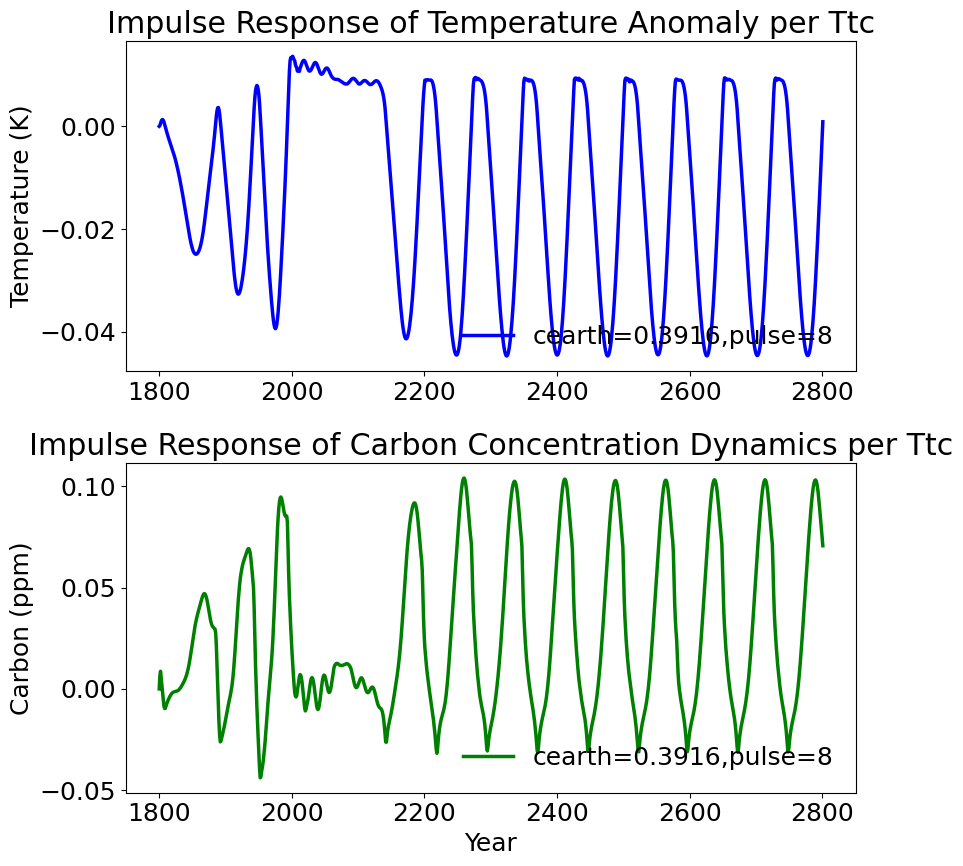 Impulse Response of Temperature Anomaly per Ttc
Temperature (K)
0.00
−0.02
−0.04
cearth=0.3916,pulse=8
1800 2000 2200 2400 2600 2800
Impulse Response of Carbon Concentration Dynamics per Ttc
Carbon (ppm)
0.10
0.05
0.00
−0.05
cearth=0.3916,pulse=8
1800 2000 2200 2400 2600 2800
Year